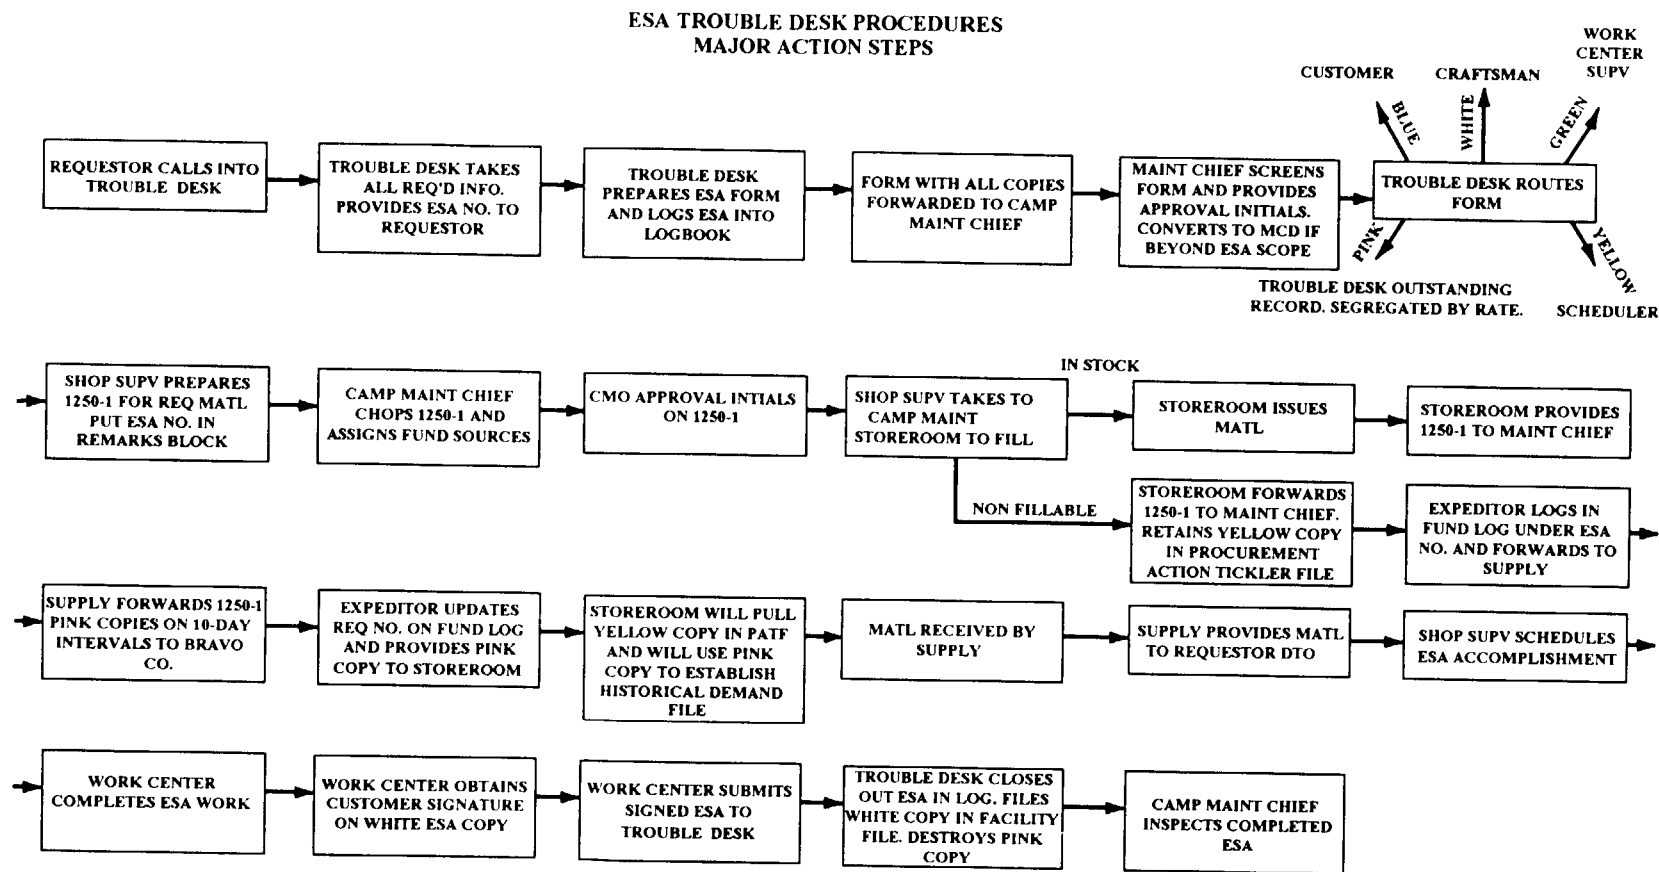 ESA TROUBLE DESK PROCEDURES
MAJOR ACTION STEPS
REQUESTOR CALLS INTO
TROUBLE DESK
TROUBLE DESK TAKES
ALL REQ'D INFO.
PROVIDES ESA NO. TO
REQUESTOR
TROUBLE DESK
PREPARES ESA FORM
AND LOGS ESA INTO
LOGBOOK
FORM WITH ALL COPIES
FORWARDED TO CAMP
MAINT CHIEF
MAINT CHIEF SCREENS
FORM AND PROVIDES
APPROVAL INITIALS.
CONVERTS TO MCD IF
BEYOND ESA SCOPE
TROUBLE DESK ROUTES
FORM
CUSTOMER
BLUE
CRAFTSMAN
WHITE
WORK
CENTER
SUPV
GREEN
PINK
TROUBLE DESK OUTSTANDING
RECORD. SEGREGATED BY RATE.
YELLOW
SCHEDULER
SHOP SUPV PREPARES
1250-1 FOR REQ MATL
PUT ESA NO. IN
REMARKS BLOCK
CAMP MAINT CHIEF
CHOPS 1250-1 AND
ASSIGNS FUND SOURCES
CMO APPROVAL INTIALS
ON 1250-1
SHOP SUPV TAKES TO
CAMP MAINT
STOREROOM TO FILL
IN STOCK
STOREROOM ISSUES
MATL
STOREROOM PROVIDES
1250-1 TO MAINT CHIEF
NON FILLABLE
STOREROOM FORWARDS
1250-1 TO MAINT CHIEF.
RETAINS YELLOW COPY
IN PROCUREMENT
ACTION TICKLER FILE
EXPEDITOR LOGS IN
FUND LOG UNDER ESA
NO. AND FORWARDS TO
SUPPLY
SUPPLY FORWARDS 1250-1
PINK COPIES ON 10-DAY
INTERVALS TO BRAVO
CO.
EXPEDITOR UPDATES
REQ NO. ON FUND LOG
AND PROVIDES PINK
COPY TO STOREROOM
STOREROOM WILL PULL
YELLOW COPY IN PATF
AND WILL USE PINK
COPY TO ESTABLISH
HISTORICAL DEMAND
FILE
MATL RECEIVED BY
SUPPLY
SUPPLY PROVIDES MATL
TO REQUESTOR DTO
SHOP SUPV SCHEDULES
ESA ACCOMPLISHMENT
WORK CENTER
COMPLETES ESA WORK
WORK CENTER OBTAINS
CUSTOMER SIGNATURE
ON WHITE ESA COPY
WORK CENTER SUBMITS
SIGNED ESA TO
TROUBLE DESK
TROUBLE DESK CLOSES
OUT ESA IN LOG. FILES
WHITE COPY IN FACILITY
FILE. DESTROYS PINK
COPY
CAMP MAINT CHIEF
INSPECTS COMPLETED
ESA